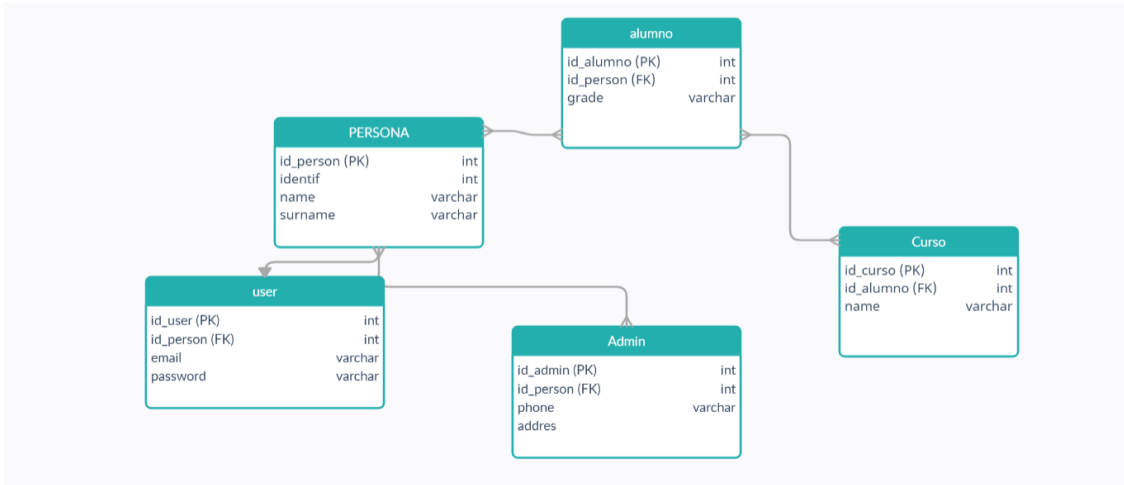 alumno
id_alumno (PK) int
id_person (FK) int
grade varchar
PERSONA
id_person (PK) int
identif int
name varchar
surname varchar
Curso
id_curso (PK) int
id_alumno (FK) int
name varchar
user
id_user (PK) int
id_person (FK) int
email varchar
password varchar
Admin
id_admin (PK) int
id_person (FK) int
phone varchar
addres